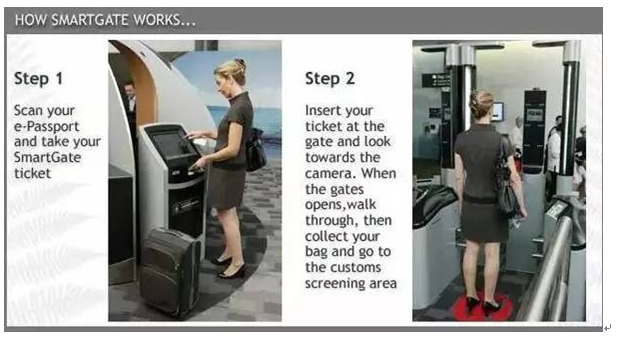 HOW SMARTGATE WORKS...
Step 1
Scan your
e-Passport
and take your
SmartGate
ticket
Step 2
Insert your
ticket at the
gate and look
towards the
camera. When
the gates
opens,walk
through, then
collect your
bag and go to
the customs
screening area